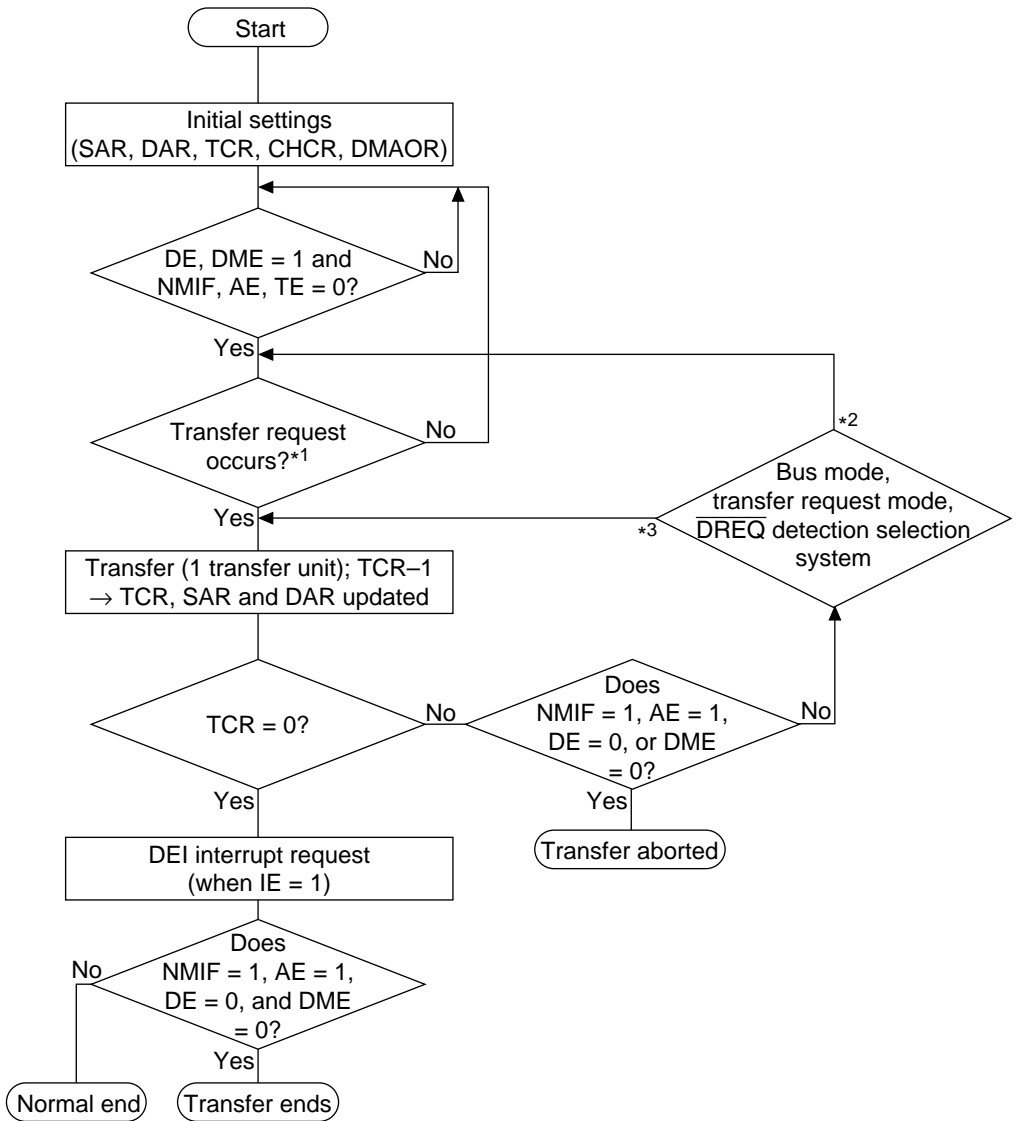 Start
Initial settings
(SAR, DAR, TCR, CHCR, DMAOR)
DE, DME = 1 and
NMIF, AE, TE = 0?
No
Yes
Transfer request
occurs?*1
No
Yes
*2
Bus mode,
transfer request mode,
DREQ detection selection
system
*3
Transfer (1 transfer unit); TCR–1
→ TCR, SAR and DAR updated
TCR = 0?
No
Yes
Does
NMIF = 1, AE = 1,
DE = 0, or DME
= 0?
No
Yes
Transfer aborted
DEI interrupt request
(when IE = 1)
Does
NMIF = 1, AE = 1,
DE = 0, and DME
= 0?
No
Yes
Normal end
Transfer ends